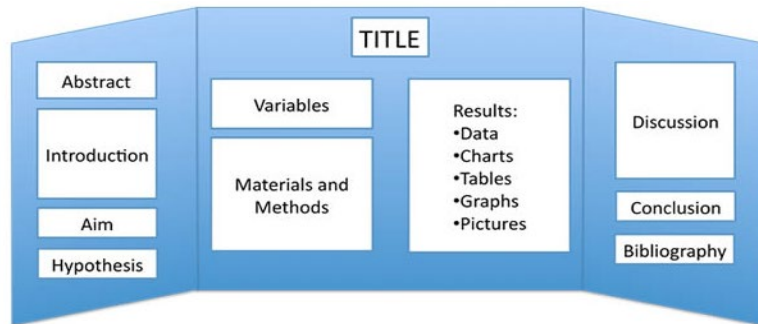 TITLE
Abstract
Introduction
Aim
Hypothesis
Variables
Materials and
Methods
Results:
•Data
•Charts
•Tables
•Graphs
•Pictures
Discussion
Conclusion
Bibliography